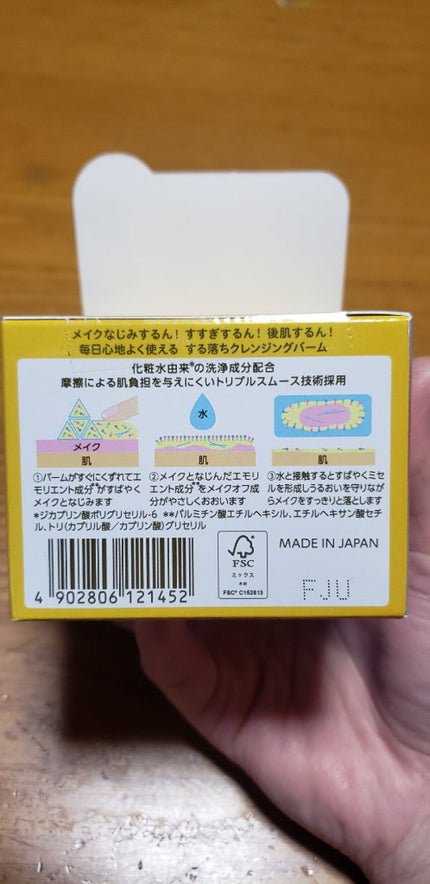 メイクなじみするん! すすぎするん! 後肌するん!
毎日心地よく使える する落ちクレンジングバーム
化粧水由来*の洗浄成分配合
摩擦による肌負担を与えにくいトリプルスムース技術採用
メイク
肌
水
肌
肌
①バームがすぐにくずれてエ
モリエント成分**がすばやく
メイクとなじみます
②メイクとなじんだエモリ
エント成分**をメイクオフ成
分がやさしくおおいます
③水と接触するとすばやくミセ
ルを形成しうるおいを守りなが
らメイクをすっきりと落とします
*ジカプリン酸ポリグリセリル-6 **パルミチン酸エチルヘキシル、エチルヘキサン酸セチ
ル、トリ(カプリル酸/カプリン酸)グリセリル
4 902806 121452
FSC
ミックス
木材
FSC® C152813
MADE IN JAPAN
FJU